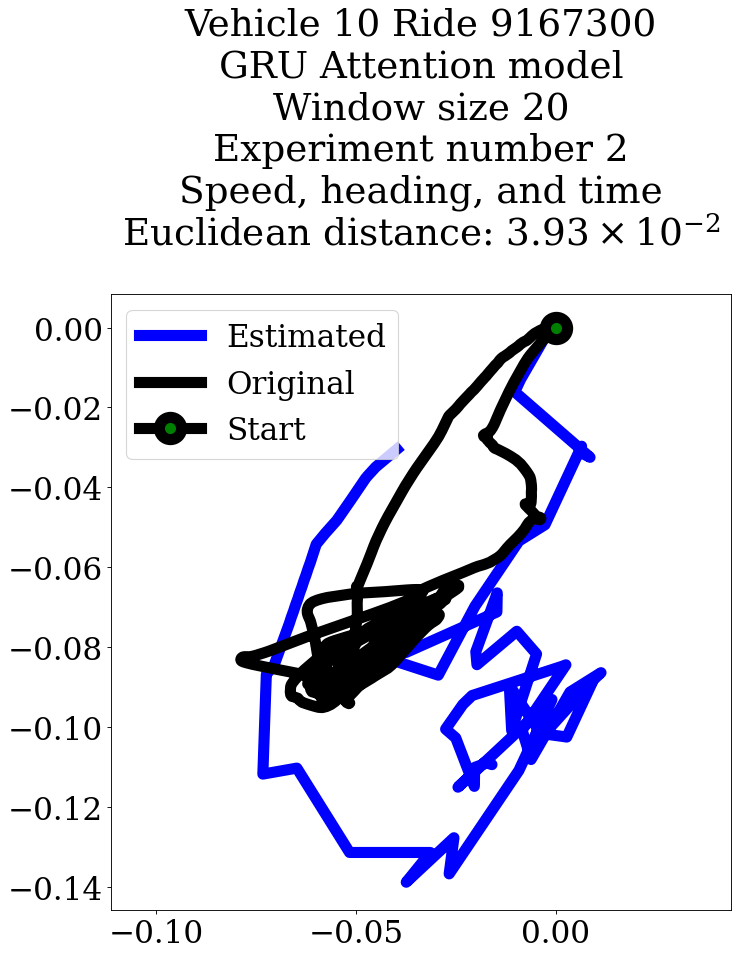 Vehicle 10 Ride 9167300
GRU Attention model
Window size 20
Experiment number 2
Speed, heading, and time
Euclidean distance: 3.93 × 10⁻²
Estimated
Original
Start
0.00
−0.02
−0.04
−0.06
−0.08
−0.10
−0.12
−0.14
−0.10
−0.05
0.00